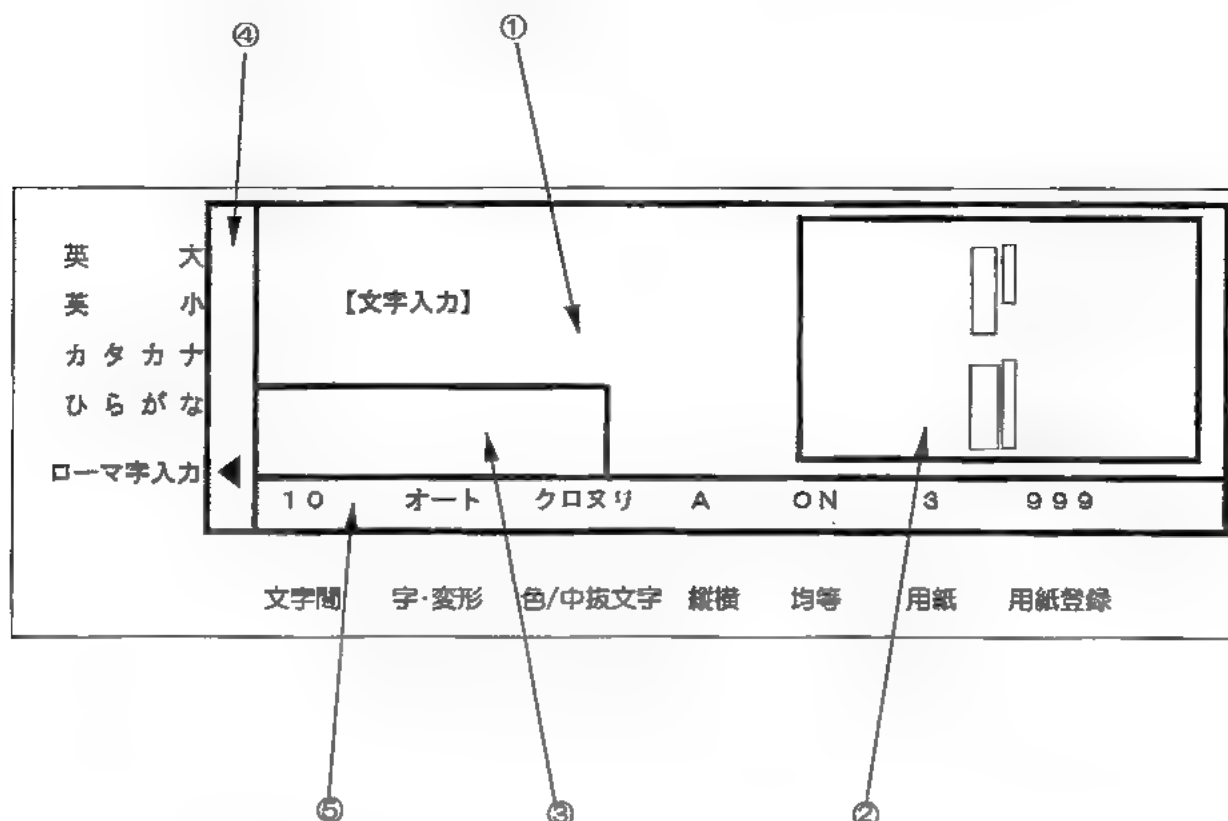 ④ ①
英 大
英 小
【文字入力】
カ タ カ ナ
ひ ら が な
ローマ字入力 ◀
10 オート クロヌリ A ON 3 999
文字間 字・変形 色/中抜文字 縦横 均等 用紙 用紙登録
⑤ ③ ②